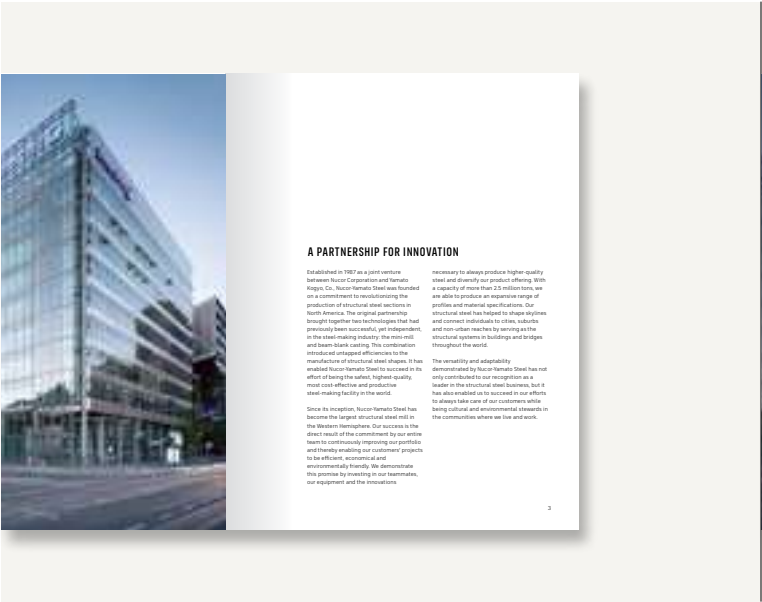 A PARTNERSHIP FOR INNOVATION
Established in 1987 as a joint venture
between Nucor Corporation and Yamato
Kogyo, Co., Nucor-Yamato Steel was founded
on a commitment to revolutionizing the
production of structural steel sections in
North America. The original partnership
brought together two technologies that had
previously been successful, yet independent,
in the steel-making industry: the mini-mill
and beam-blank casting. This combination
introduced untapped efficiencies to the
manufacture of structural steel shapes. It has
enabled Nucor-Yamato Steel to succeed in its
effort of being the safest, highest-quality,
most cost-effective and productive
steel-making facility in the world.
Since its inception, Nucor-Yamato Steel has
become the largest structural steel mill in
the Western Hemisphere. Our success is the
direct result of the commitment by our entire
team to continuously improving our portfolio
and thereby enabling our customers' projects
to be efficient, economical and
environmentally friendly. We demonstrate
this promise by investing in our teammates,
our equipment and the innovations
necessary to always produce higher-quality
steel and diversify our product offering. With
a capacity of more than 2.5 million tons, we
are able to produce an expansive range of
profiles and material specifications. Our
structural steel has helped to shape skylines
and connect individuals to cities, suburbs
and non-urban reaches by serving as the
structural systems in buildings and bridges
throughout the world.
The versatility and adaptability
demonstrated by Nucor-Yamato Steel has not
only contributed to our recognition as a
leader in the structural steel business, but it
has also enabled us to succeed in our efforts
to always take care of our customers while
being cultural and environmental stewards in
the communities where we live and work.
3